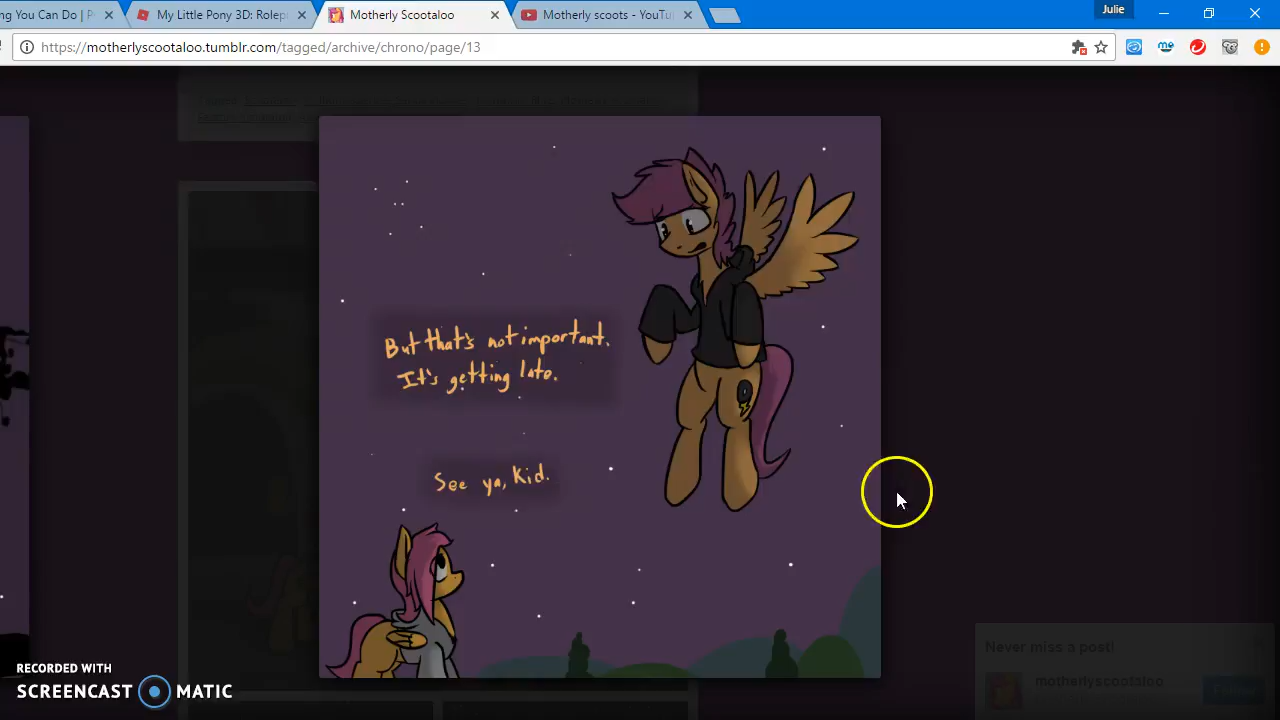 ng You Can Do | P
My Little Pony 3D: Rolep
Motherly Scootaloo
Motherly scoots - YouTu
Julie
https://motherlyscootaloo.tumblr.com/tagged/archive/chrono/page/13
But that's not important.
It's getting late.
See ya, Kid.
Never miss a post!
motherlyscootaloo
Follow
RECORDED WITH
SCREENCAST MATIC